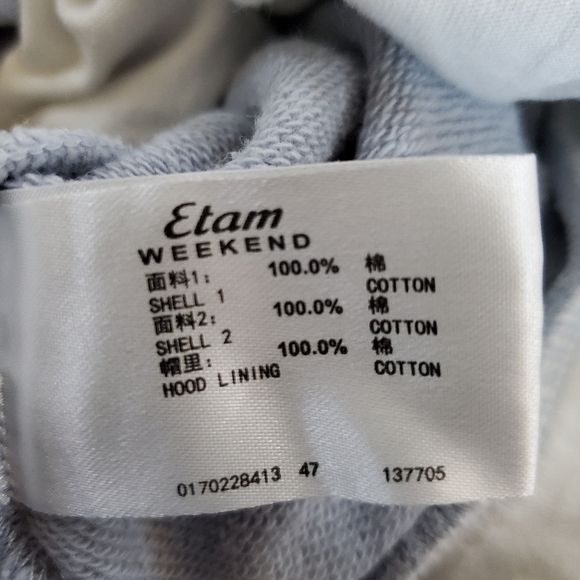 Etam
WEEKEND
面料1: 100.0% 棉
SHELL 1 COTTON
面料2: 100.0% 棉
SHELL 2 COTTON
帽里: 100.0% 棉
HOOD LINING COTTON
0170228413 47 137705